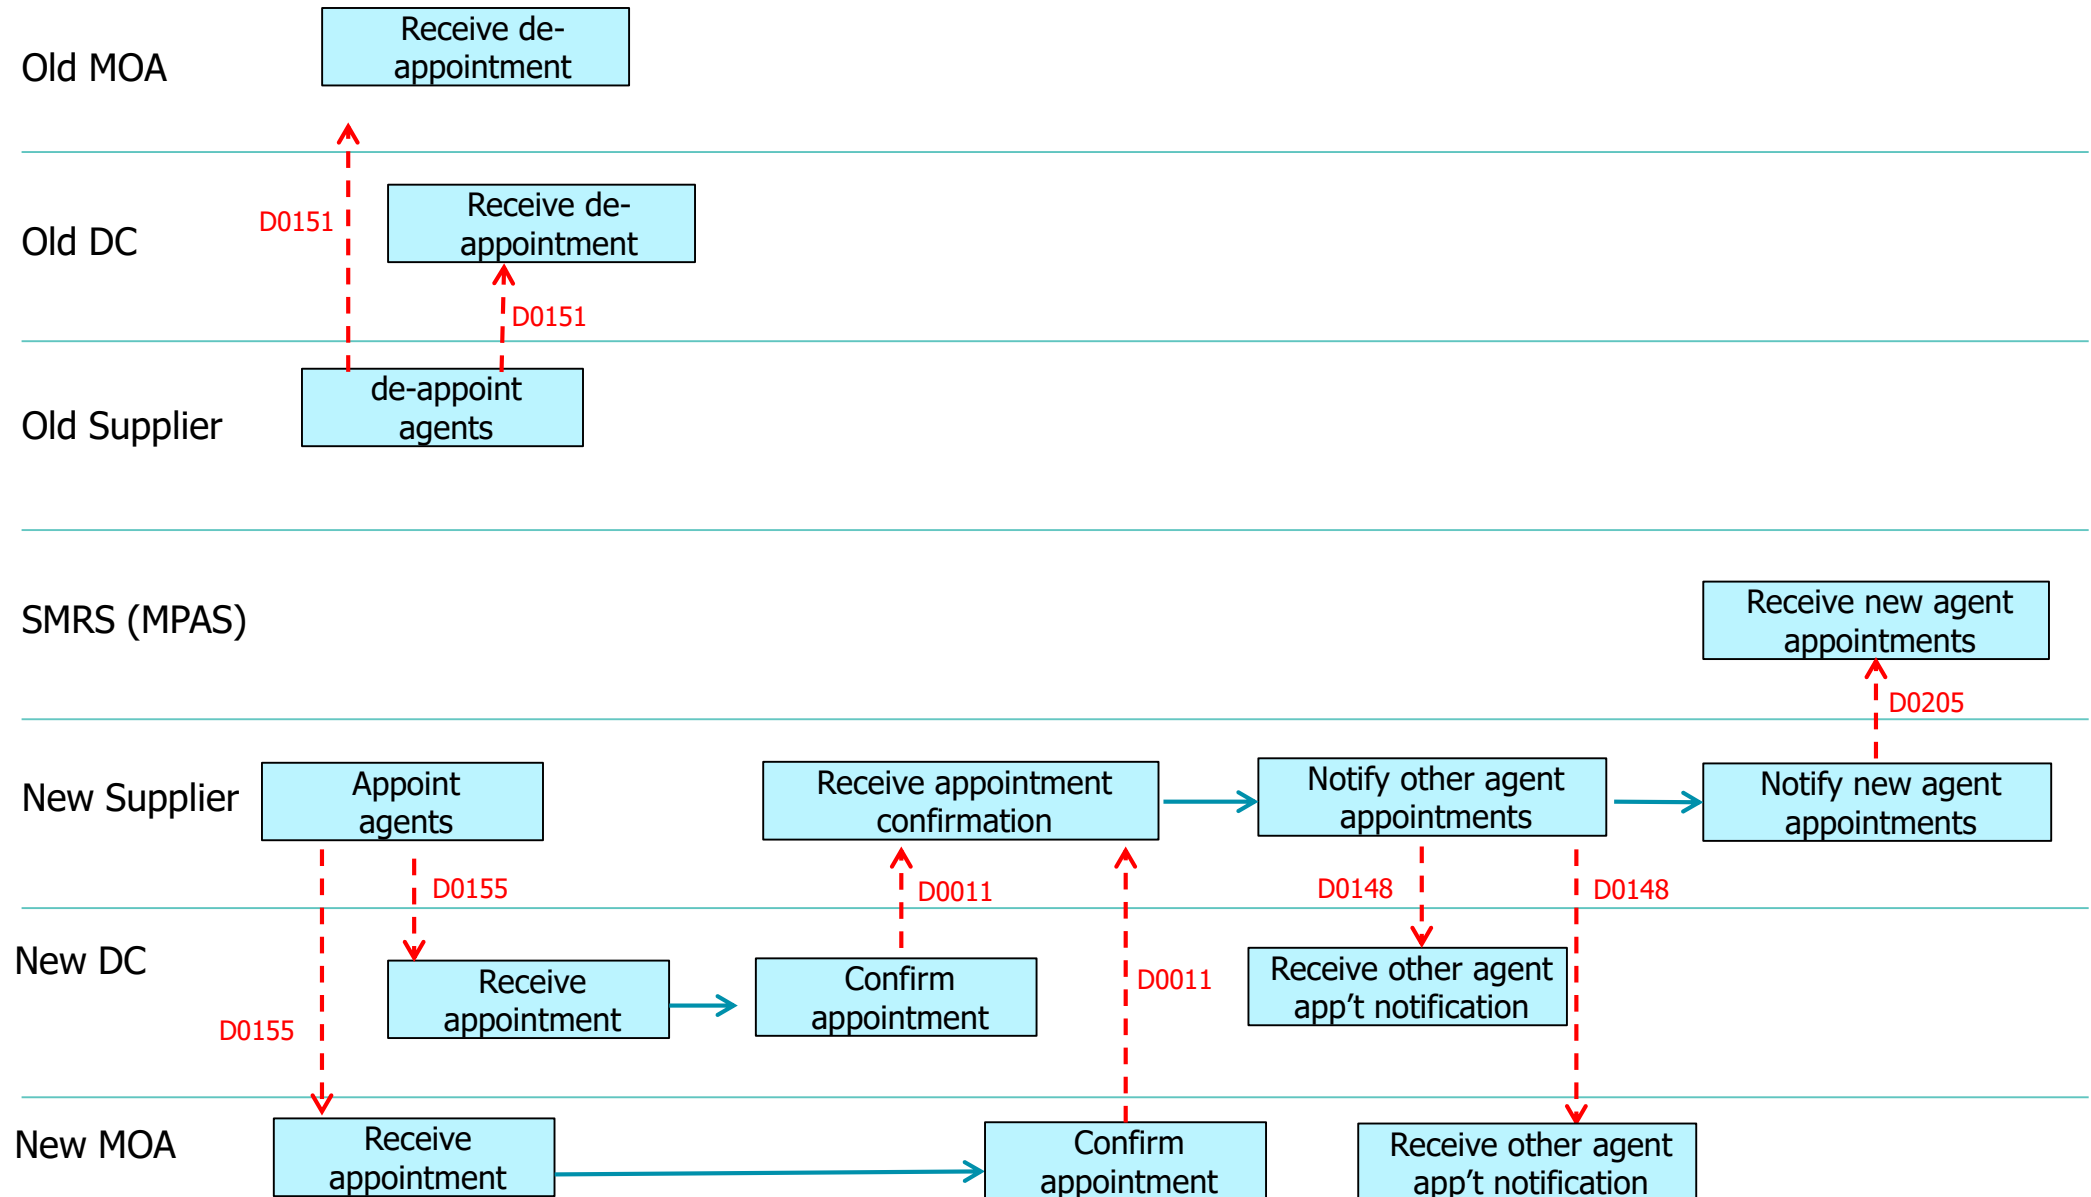 Old MOA
Receive de-
appointment
Old DC
D0151
Receive de-
appointment
D0151
Old Supplier
de-appoint
agents
SMRS (MPAS)
Receive new agent
appointments
D0205
New Supplier
Appoint
agents
Receive appointment
confirmation
Notify other agent
appointments
Notify new agent
appointments
D0155
D0011
D0148
D0148
New DC
Receive
appointment
Confirm
appointment
D0011
Receive other agent
app’t notification
D0155
New MOA
Receive
appointment
Confirm
appointment
Receive other agent
app’t notification